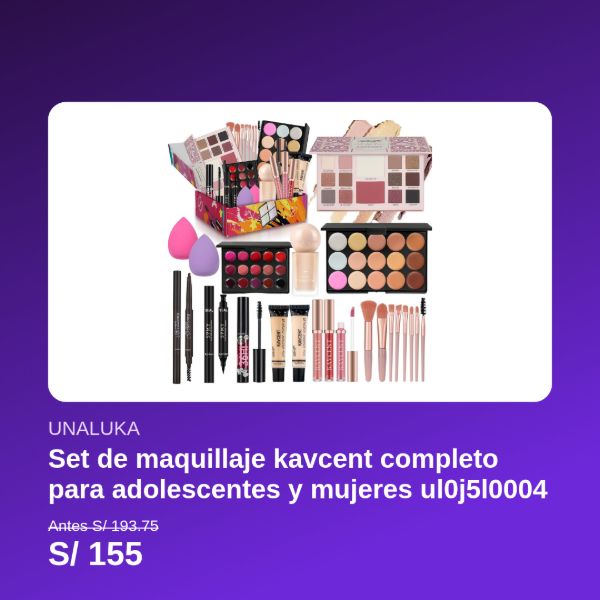 UNALUKA
Set de maquillaje kavcent completo
para adolescentes y mujeres ul0j5l0004
Antes S/ 193.75
S/ 155